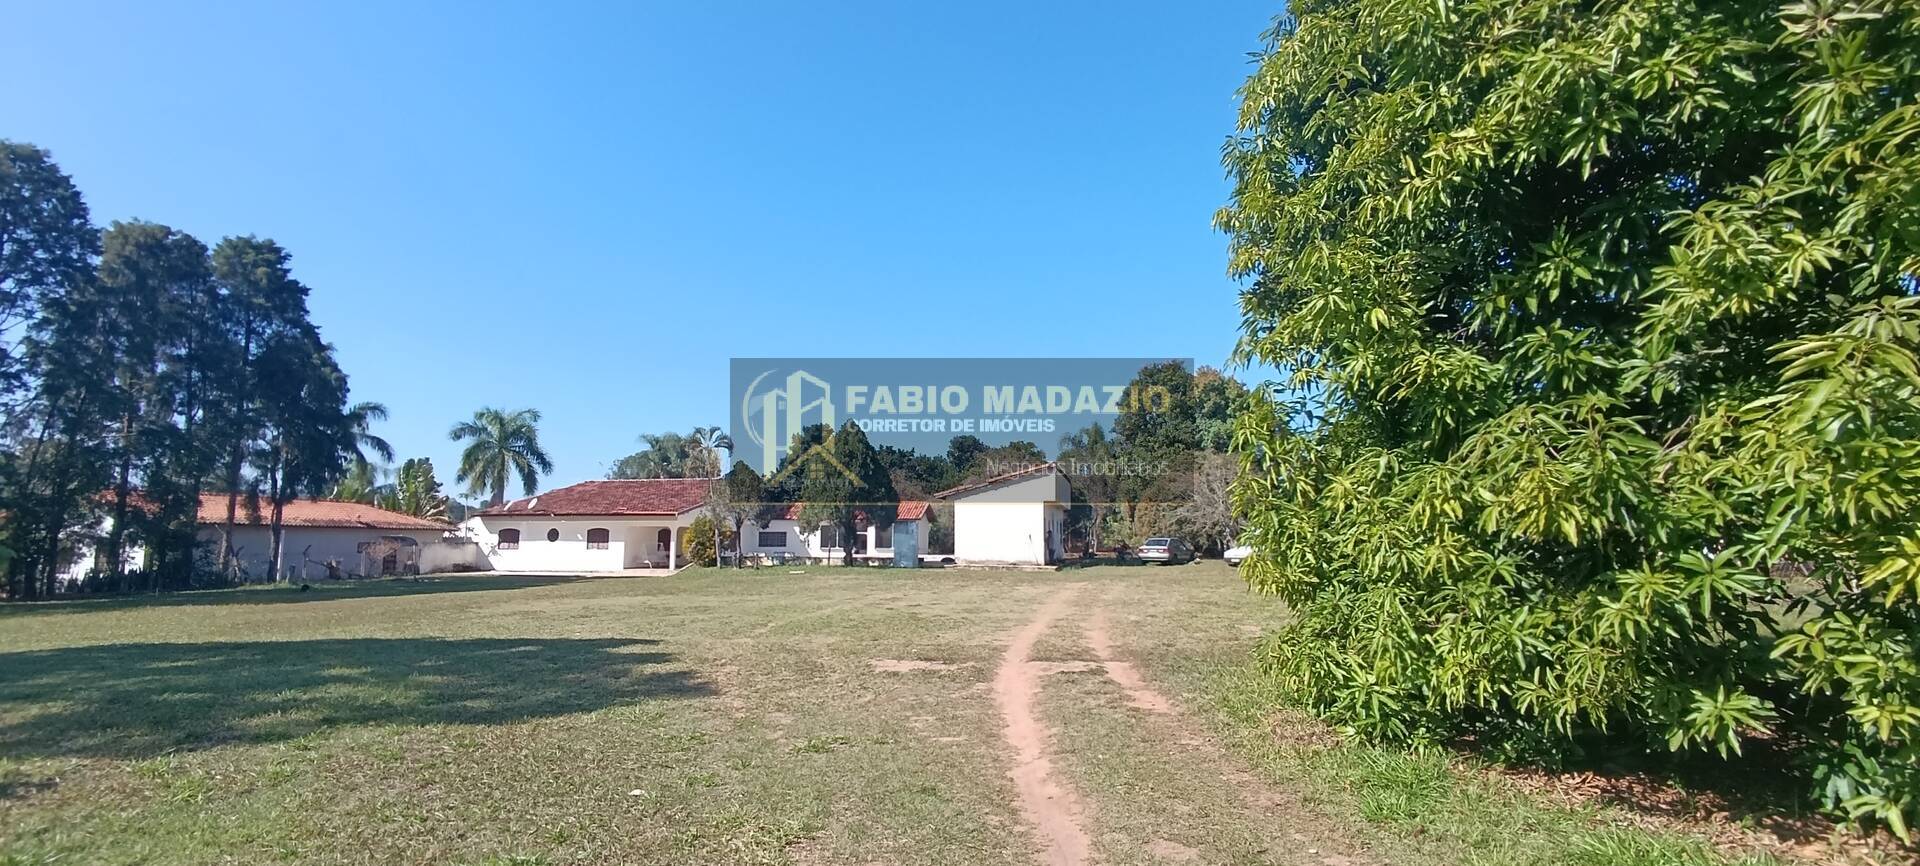 FABIO MADAZIO
CORRETOR DE IMÓVEIS
Negócios Imobiliários